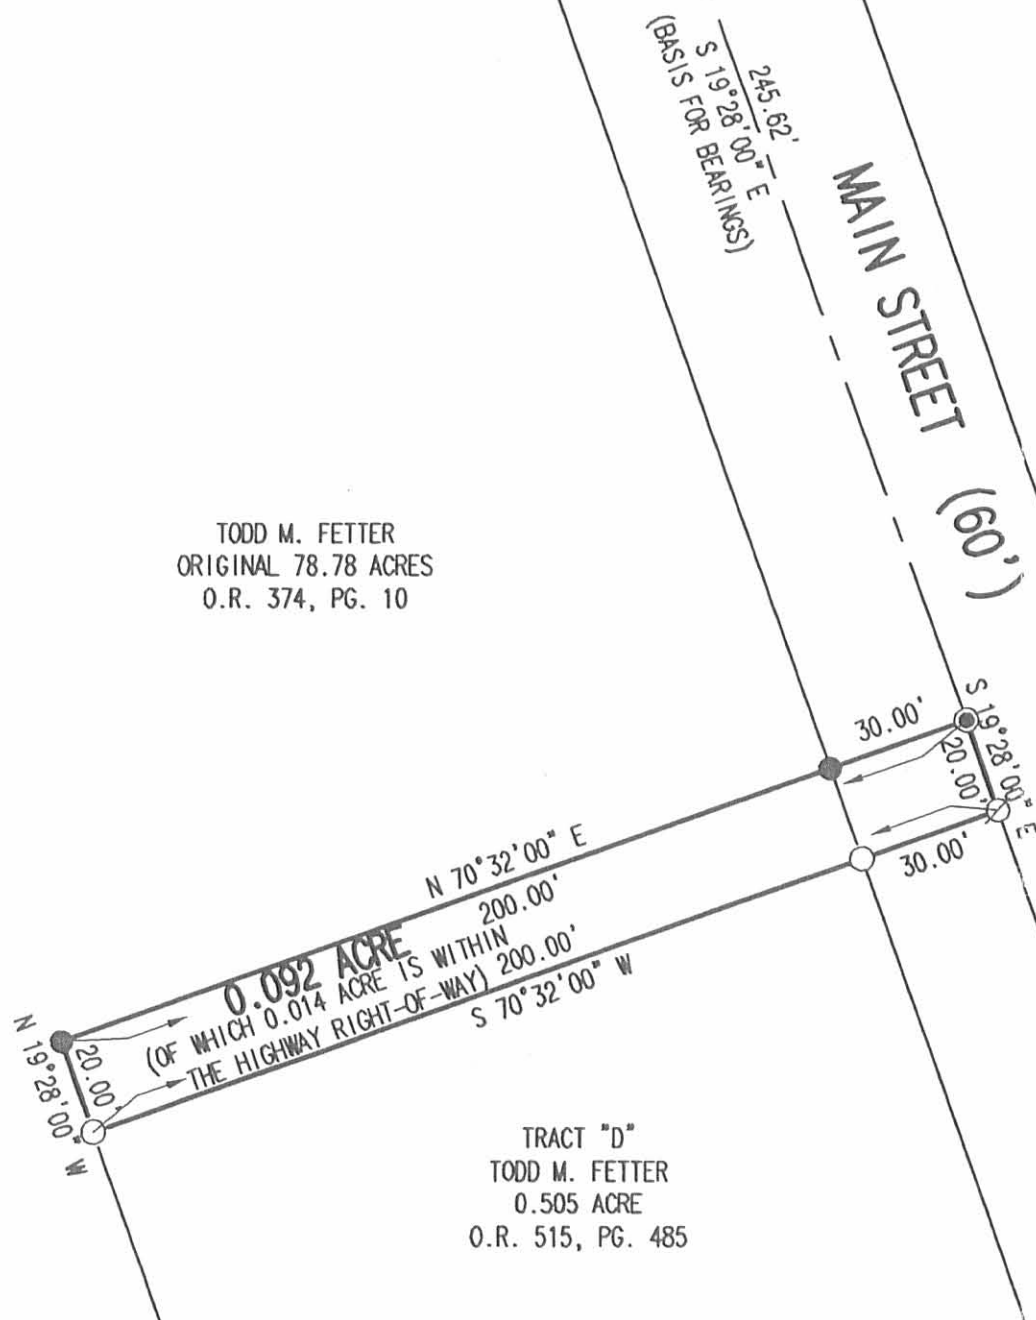 245.62'
S 19°28'00" E
(BASIS FOR BEARINGS)
MAIN STREET (60')
TODD M. FETTER
ORIGINAL 78.78 ACRES
O.R. 374, PG. 10
30.00'
S 19°28'00" E
20.00'
30.00'
N 70°32'00" E
200.00'
0.092 ACRE
(OF WHICH 0.014 ACRE IS WITHIN
THE HIGHWAY RIGHT-OF-WAY)
200.00'
S 70°32'00" W
N 19°28'00" W
20.00'
TRACT "D"
TODD M. FETTER
0.505 ACRE
O.R. 515, PG. 485